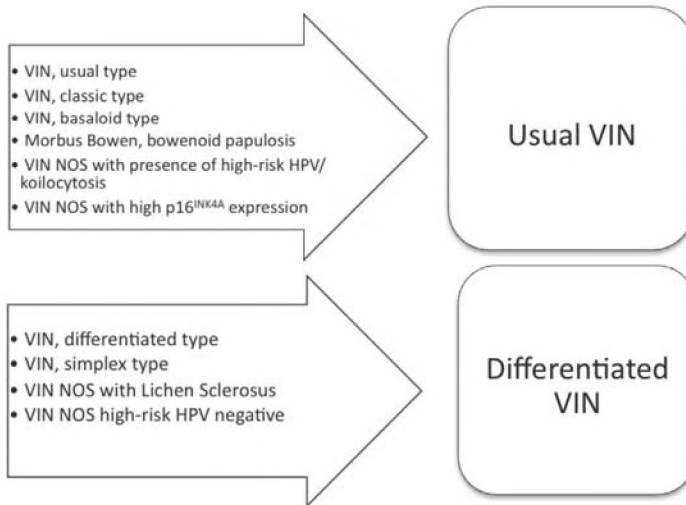 • VIN, usual type
• VIN, classic type
• VIN, basaloid type
• Morbus Bowen, bowenoid papulosis
• VIN NOS with presence of high-risk HPV/
koilocytosis
• VIN NOS with high p16INK4A expression
Usual VIN
• VIN, differentiated type
• VIN, simplex type
• VIN NOS with Lichen Sclerosus
• VIN NOS high-risk HPV negative
Differentiated
VIN